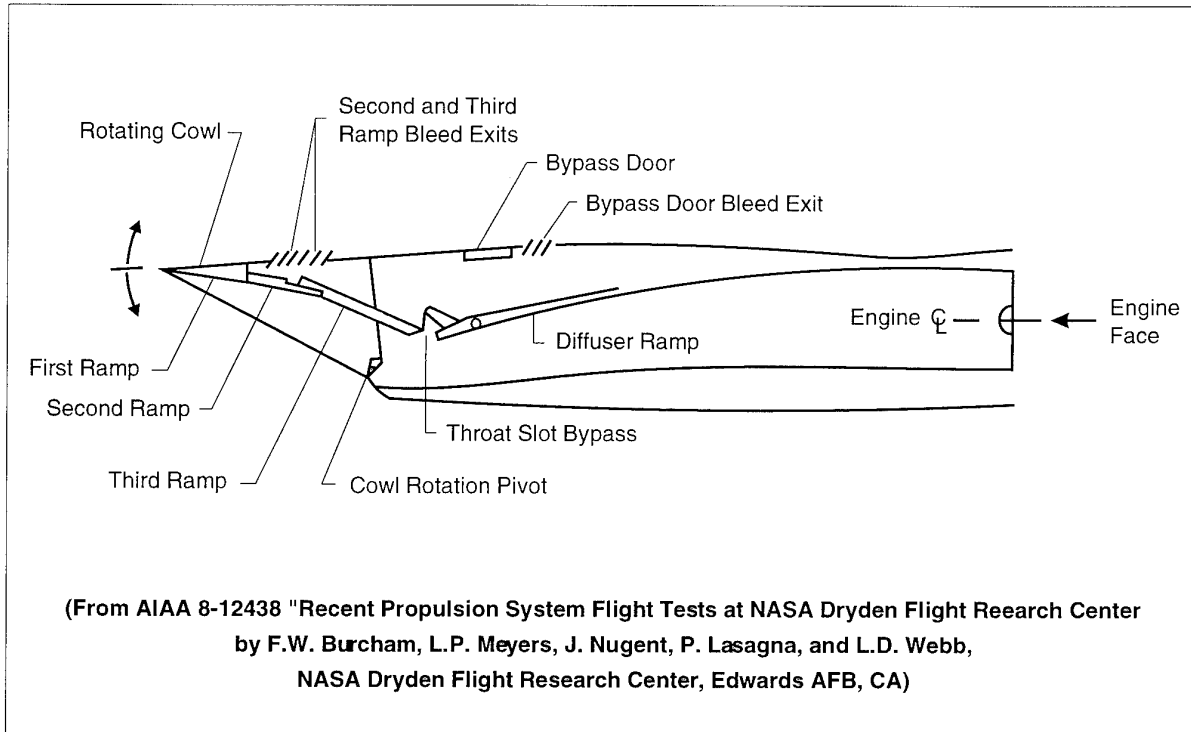 Second and Third
Ramp Bleed Exits
Rotating Cowl
Bypass Door
Bypass Door Bleed Exit
Engine ℄
Engine
Face
Diffuser Ramp
First Ramp
Second Ramp
Throat Slot Bypass
Third Ramp
Cowl Rotation Pivot
(From AIAA 8-12438 "Recent Propulsion System Flight Tests at NASA Dryden Flight Reearch Center
by F.W. Burcham, L.P. Meyers, J. Nugent, P. Lasagna, and L.D. Webb,
NASA Dryden Flight Research Center, Edwards AFB, CA)